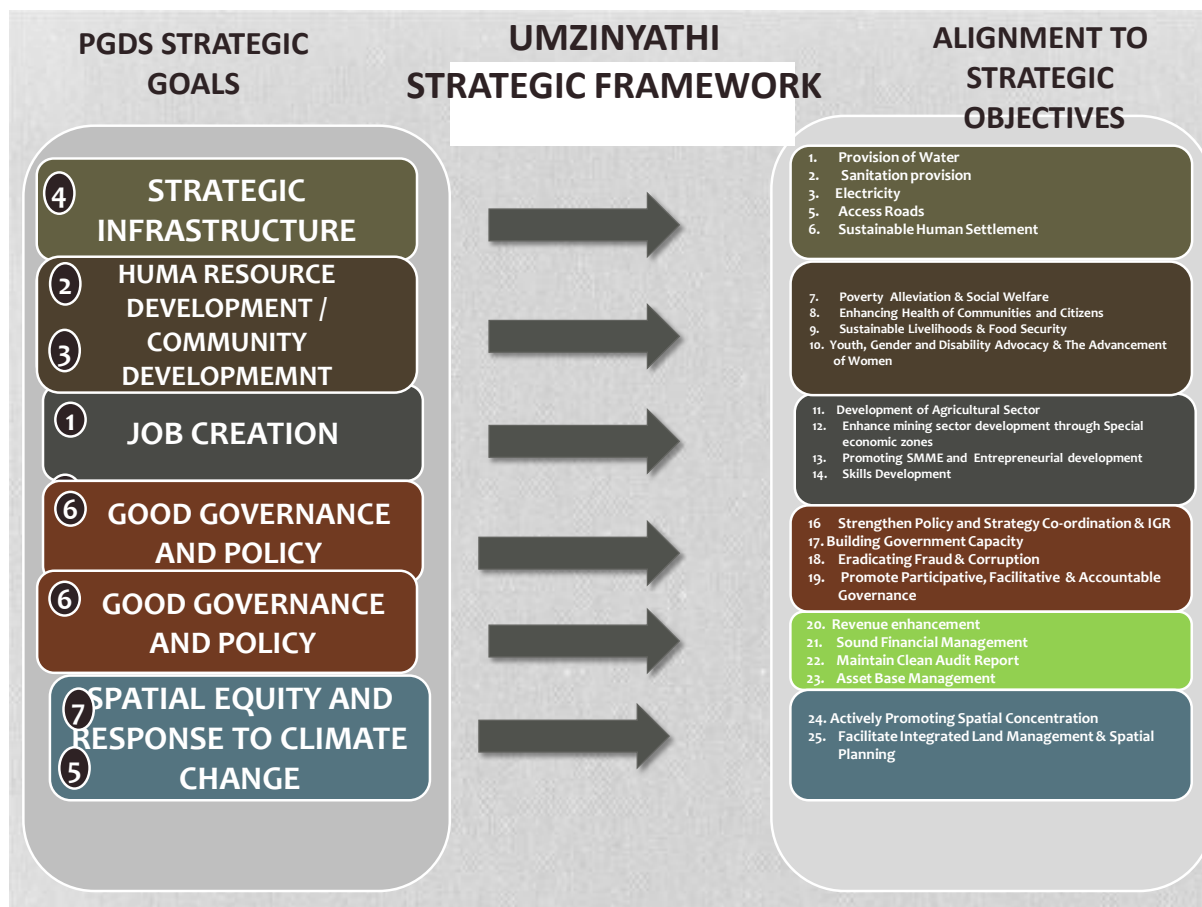 PGDS STRATEGIC
GOALS
UMZINYATHI
STRATEGIC FRAMEWORK
ALIGNMENT TO
STRATEGIC
OBJECTIVES
4
STRATEGIC
INFRASTRUCTURE
1. Provision of Water
2. Sanitation provision
3. Electricity
5. Access Roads
6. Sustainable Human Settlement
2
3
HUMA RESOURCE
DEVELOPMENT /
COMMUNITY
DEVELOPMEMNT
7. Poverty Alleviation & Social Welfare
8. Enhancing Health of Communities and Citizens
9. Sustainable Livelihoods & Food Security
10. Youth, Gender and Disability Advocacy & The Advancement
of Women
1
JOB CREATION
11. Development of Agricultural Sector
12. Enhance mining sector development through Special
economic zones
13. Promoting SMME and Entrepreneurial development
14. Skills Development
6
GOOD GOVERNANCE
AND POLICY
16 Strengthen Policy and Strategy Co-ordination & IGR
17. Building Government Capacity
18. Eradicating Fraud & Corruption
19. Promote Participative, Facilitative & Accountable
Governance
6
GOOD GOVERNANCE
AND POLICY
20. Revenue enhancement
21. Sound Financial Management
22. Maintain Clean Audit Report
23. Asset Base Management
7
5
SPATIAL EQUITY AND
RESPONSE TO CLIMATE
CHANGE
24. Actively Promoting Spatial Concentration
25. Facilitate Integrated Land Management & Spatial
Planning